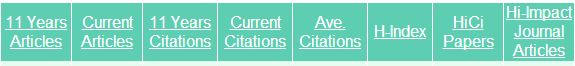 11 Years
Articles
Current
Articles
11 Years
Citations
Current
Citations
Ave.
Citations
H-Index
HiCi
Papers
Hi-Impact
Journal
Articles